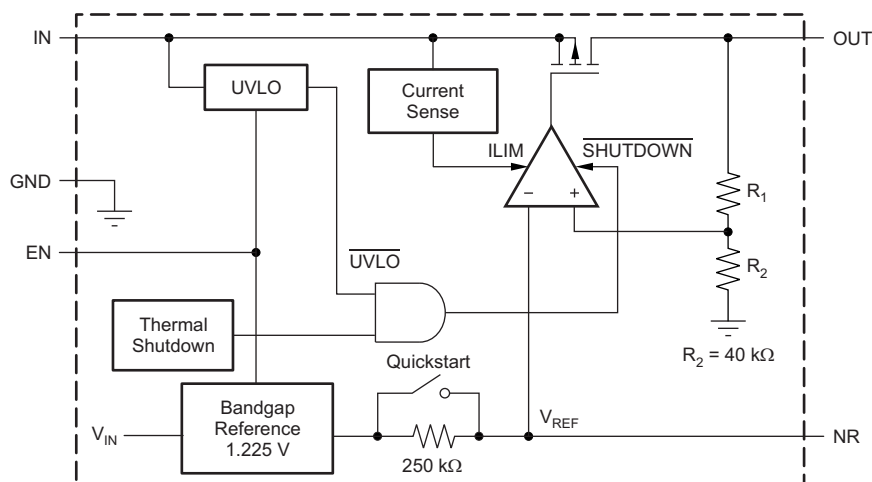 IN
OUT
UVLO
Current
Sense
ILIM
SHUTDOWN
GND
R1
EN
UVLO
R2
Thermal
Shutdown
R2 = 40 kΩ
Quickstart
Bandgap
Reference
1.225 V
VIN
VREF
NR
250 kΩ
− +